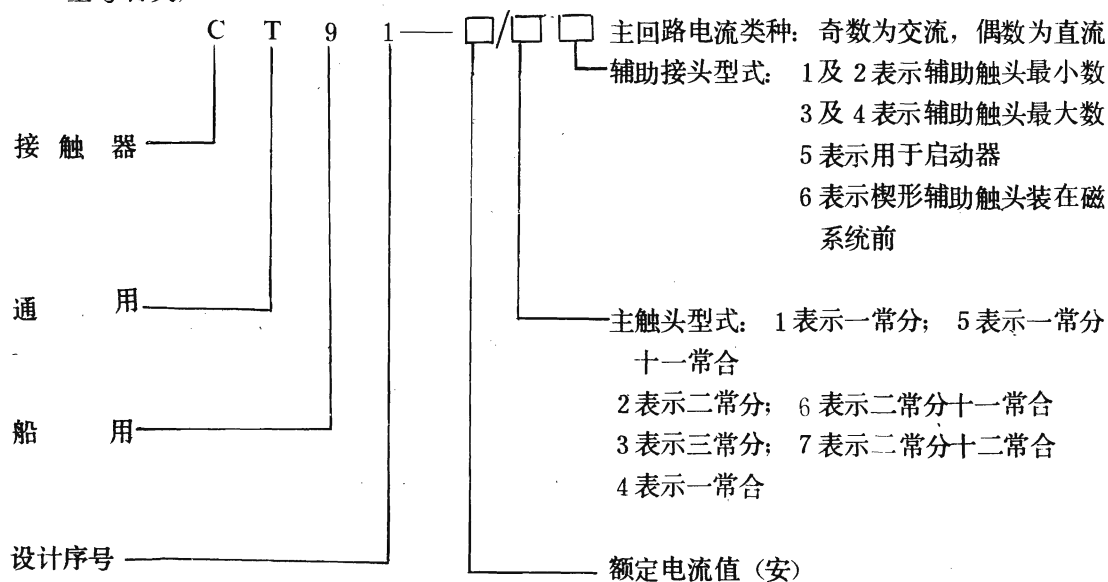 C T 9 1——□/□ □ 主回路电流类种：奇数为交流，偶数为直流
辅助接头型式：1及2表示辅助触头最小数
3及4表示辅助触头最大数
接触器
5表示用于启动器
6表示楔形辅助触头装在磁
系统前
通用
主触头型式：1表示一常分；5表示一常分
十一常合
2表示二常分；6表示二常分十一常合
船用
3表示三常分；7表示二常分十二常合
4表示一常合
设计序号
额定电流值（安）